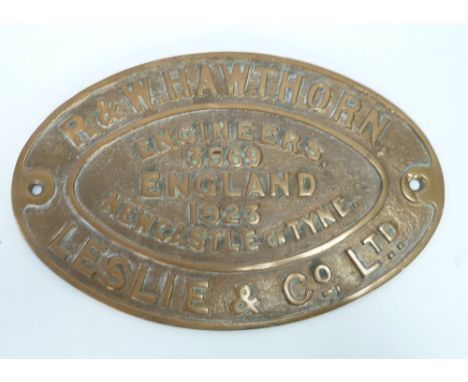 R & W. HAWTHORN,
ENGINEERS,
3569
ENGLAND
1923
NEWCASTLE ON TYNE.
LESLIE & CO. LTD.